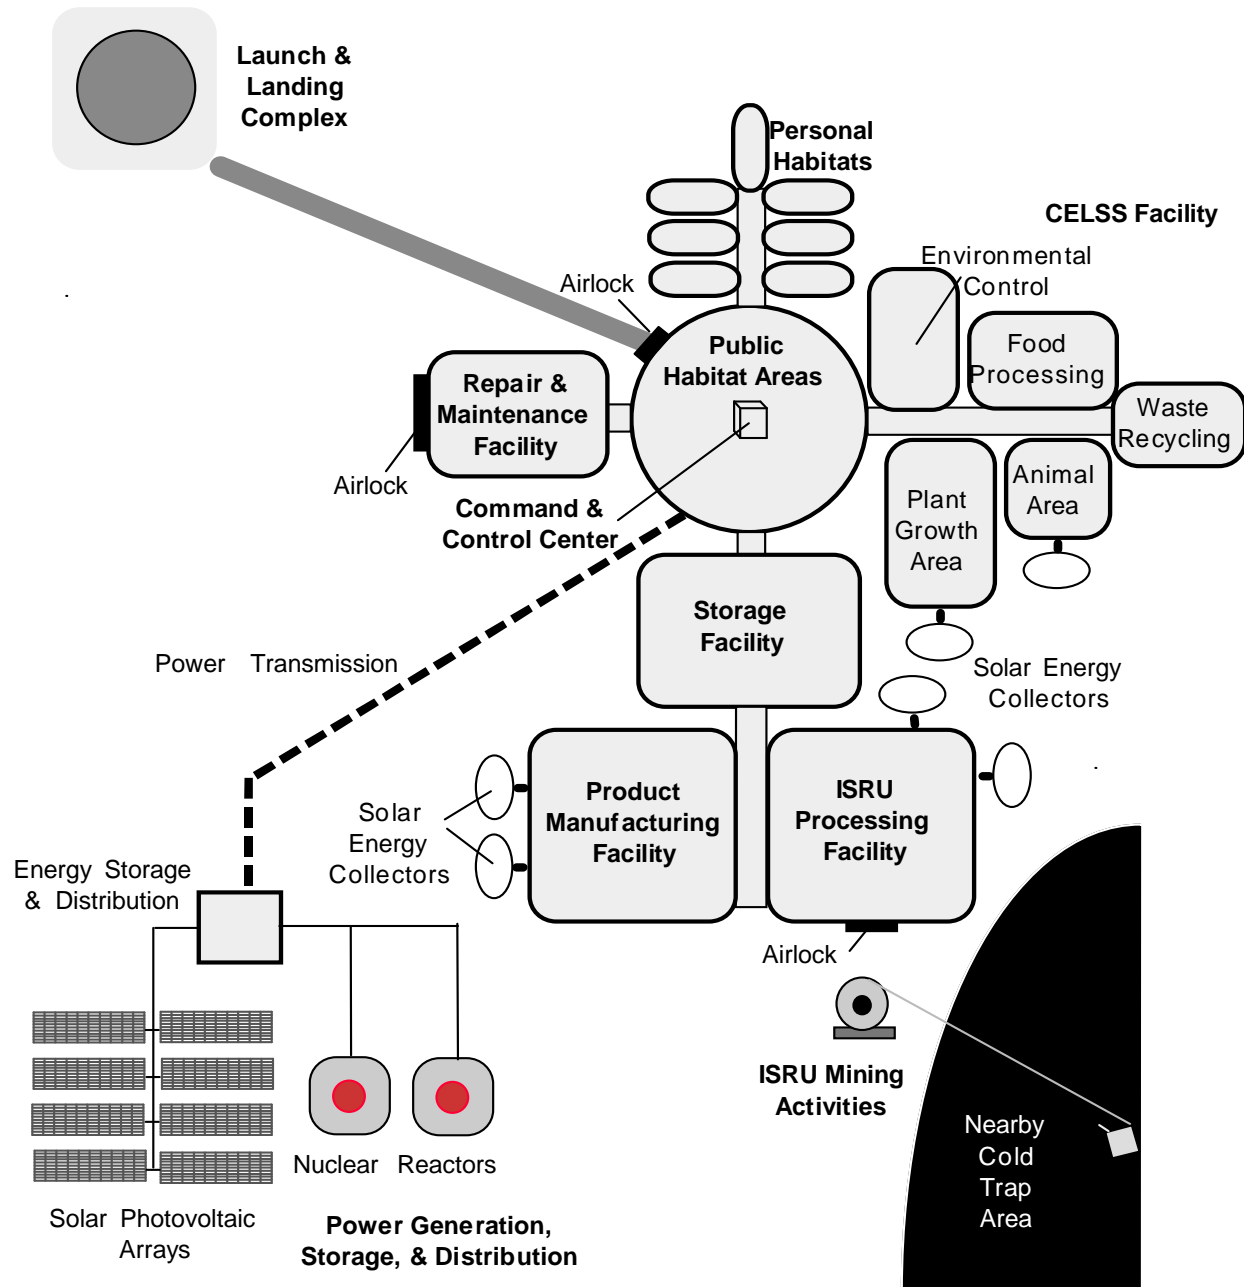 Launch &
Landing
Complex
Personal
Habitats
CELSS Facility
Environmental
Control
Airlock
Public
Habitat Areas
Food
Processing
Repair &
Maintenance
Facility
Waste
Recycling
Airlock
Animal
Area
Command &
Control Center
Plant
Growth
Area
Storage
Facility
Power Transmission
Solar Energy
Collectors
Product
Manufacturing
Facility
ISRU
Processing
Facility
Solar
Energy
Collectors
Energy Storage
& Distribution
Airlock
ISRU Mining
Activities
Nearby
Cold
Trap
Area
Nuclear Reactors
Solar Photovoltaic
Arrays
Power Generation,
Storage, & Distribution